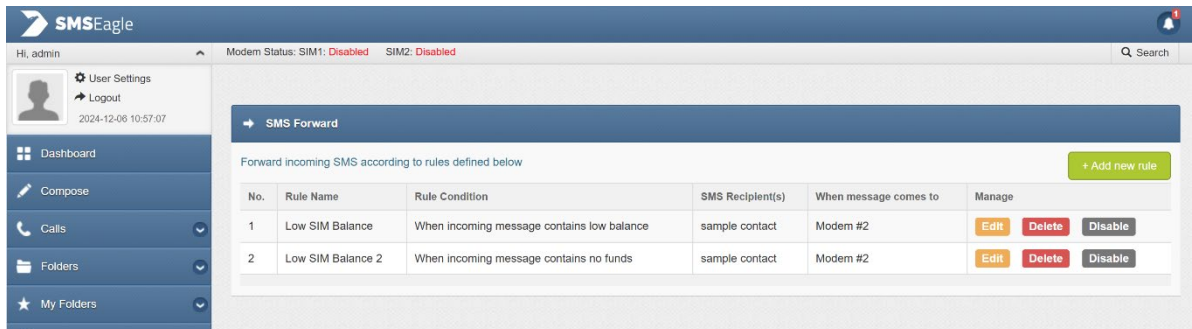 SMSEagle
1
Hi, admin
Modem Status: SIM1: Disabled SIM2: Disabled
Search
User Settings
Logout
2024-12-06 10:57:07
Dashboard
Compose
Calls
Folders
My Folders
SMS Forward
Forward incoming SMS according to rules defined below
+ Add new rule
No. Rule Name Rule Condition SMS Recipient(s) When message comes to Manage
1 Low SIM Balance When incoming message contains low balance sample contact Modem #2 Edit Delete Disable
2 Low SIM Balance 2 When incoming message contains no funds sample contact Modem #2 Edit Delete Disable